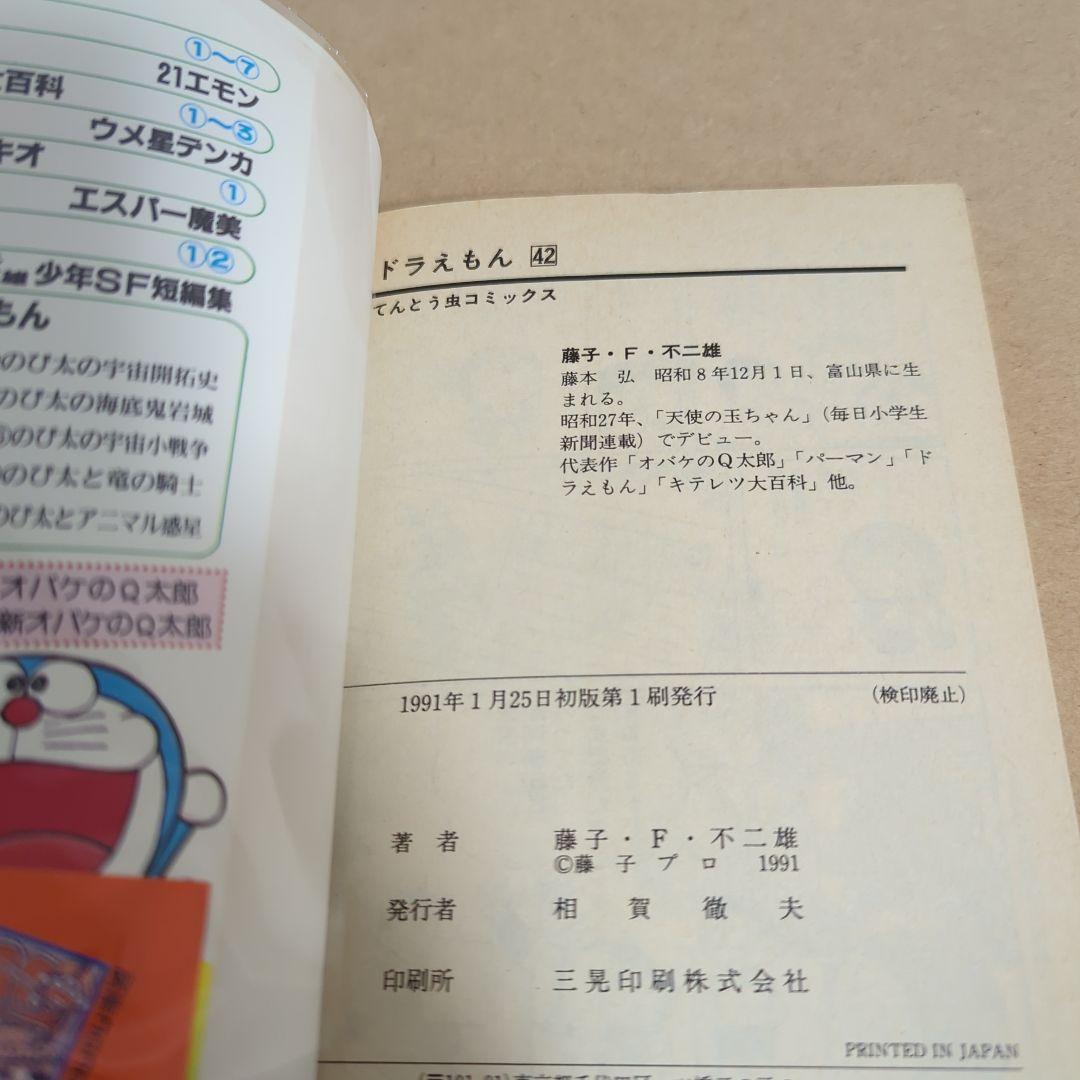 ①～⑦
21エモン
百科
①～③
ウメ星デンカ
キオ
①
エスパー魔美
①②
少年SF短編集
もん
のび太の宇宙開拓史
のび太の海底鬼岩城
のび太の宇宙小戦争
のび太と竜の騎士
のび太とアニマル惑星
オバケのQ太郎
新オバケのQ太郎
ドラえもん 42
てんとう虫コミックス
藤子・F・不二雄
藤本 弘 昭和8年12月1日、富山県に生
まれる。
昭和27年、「天使の玉ちゃん」(毎日小学生
新聞連載)でデビュー。
代表作「オバケのQ太郎」「パーマン」「ド
ラえもん」「キテレツ大百科」他。
1991年1月25日初版第1刷発行 (検印廃止)
著者 藤子・F・不二雄
©藤子プロ 1991
発行者 相賀徹夫
印刷所 三晃印刷株式会社
PRINTED IN JAPAN